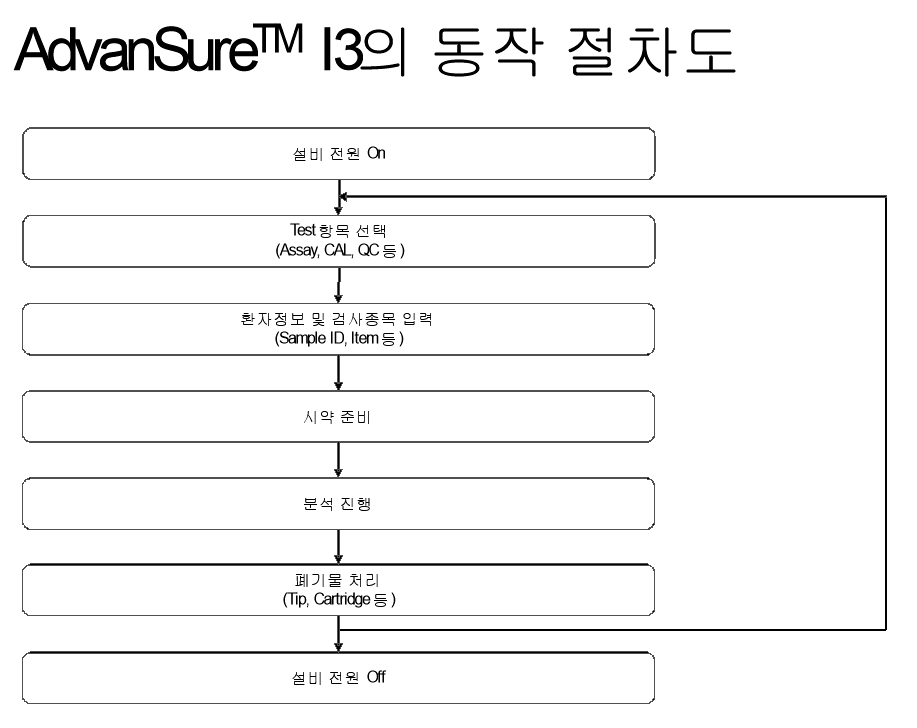 AdvanSure™ I3의 동작 절차도
설비 전원 On
Test 항목 선택
(Assay, CAL, QC 등)
환자정보 및 검사종목 입력
(Sample ID, Item 등)
시약 준비
분석 진행
폐기물 처리
(Tip, Cartridge 등)
설비 전원 Off